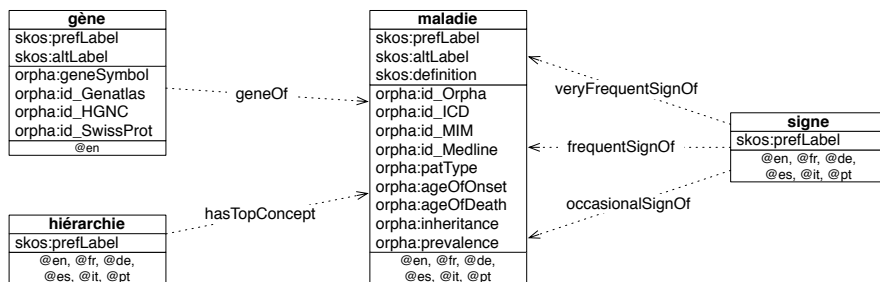 gène
skos:prefLabel
skos:altLabel
orpha:geneSymbol
orpha:id_Genatlas
orpha:id_HGNC
orpha:id_SwissProt
@en
geneOf
hiérarchie
skos:prefLabel
@en, @fr, @de,
@es, @it, @pt
hasTopConcept
maladie
skos:prefLabel
skos:altLabel
skos:definition
orpha:id_Orpha
orpha:id_ICD
orpha:id_MIM
orpha:id_Medline
orpha:patType
orpha:ageOfOnset
orpha:ageOfDeath
orpha:inheritance
orpha:prevalence
@en, @fr, @de,
@es, @it, @pt
veryFrequentSignOf
frequentSignOf
occasionalSignOf
signe
skos:prefLabel
@en, @fr, @de,
@es, @it, @pt